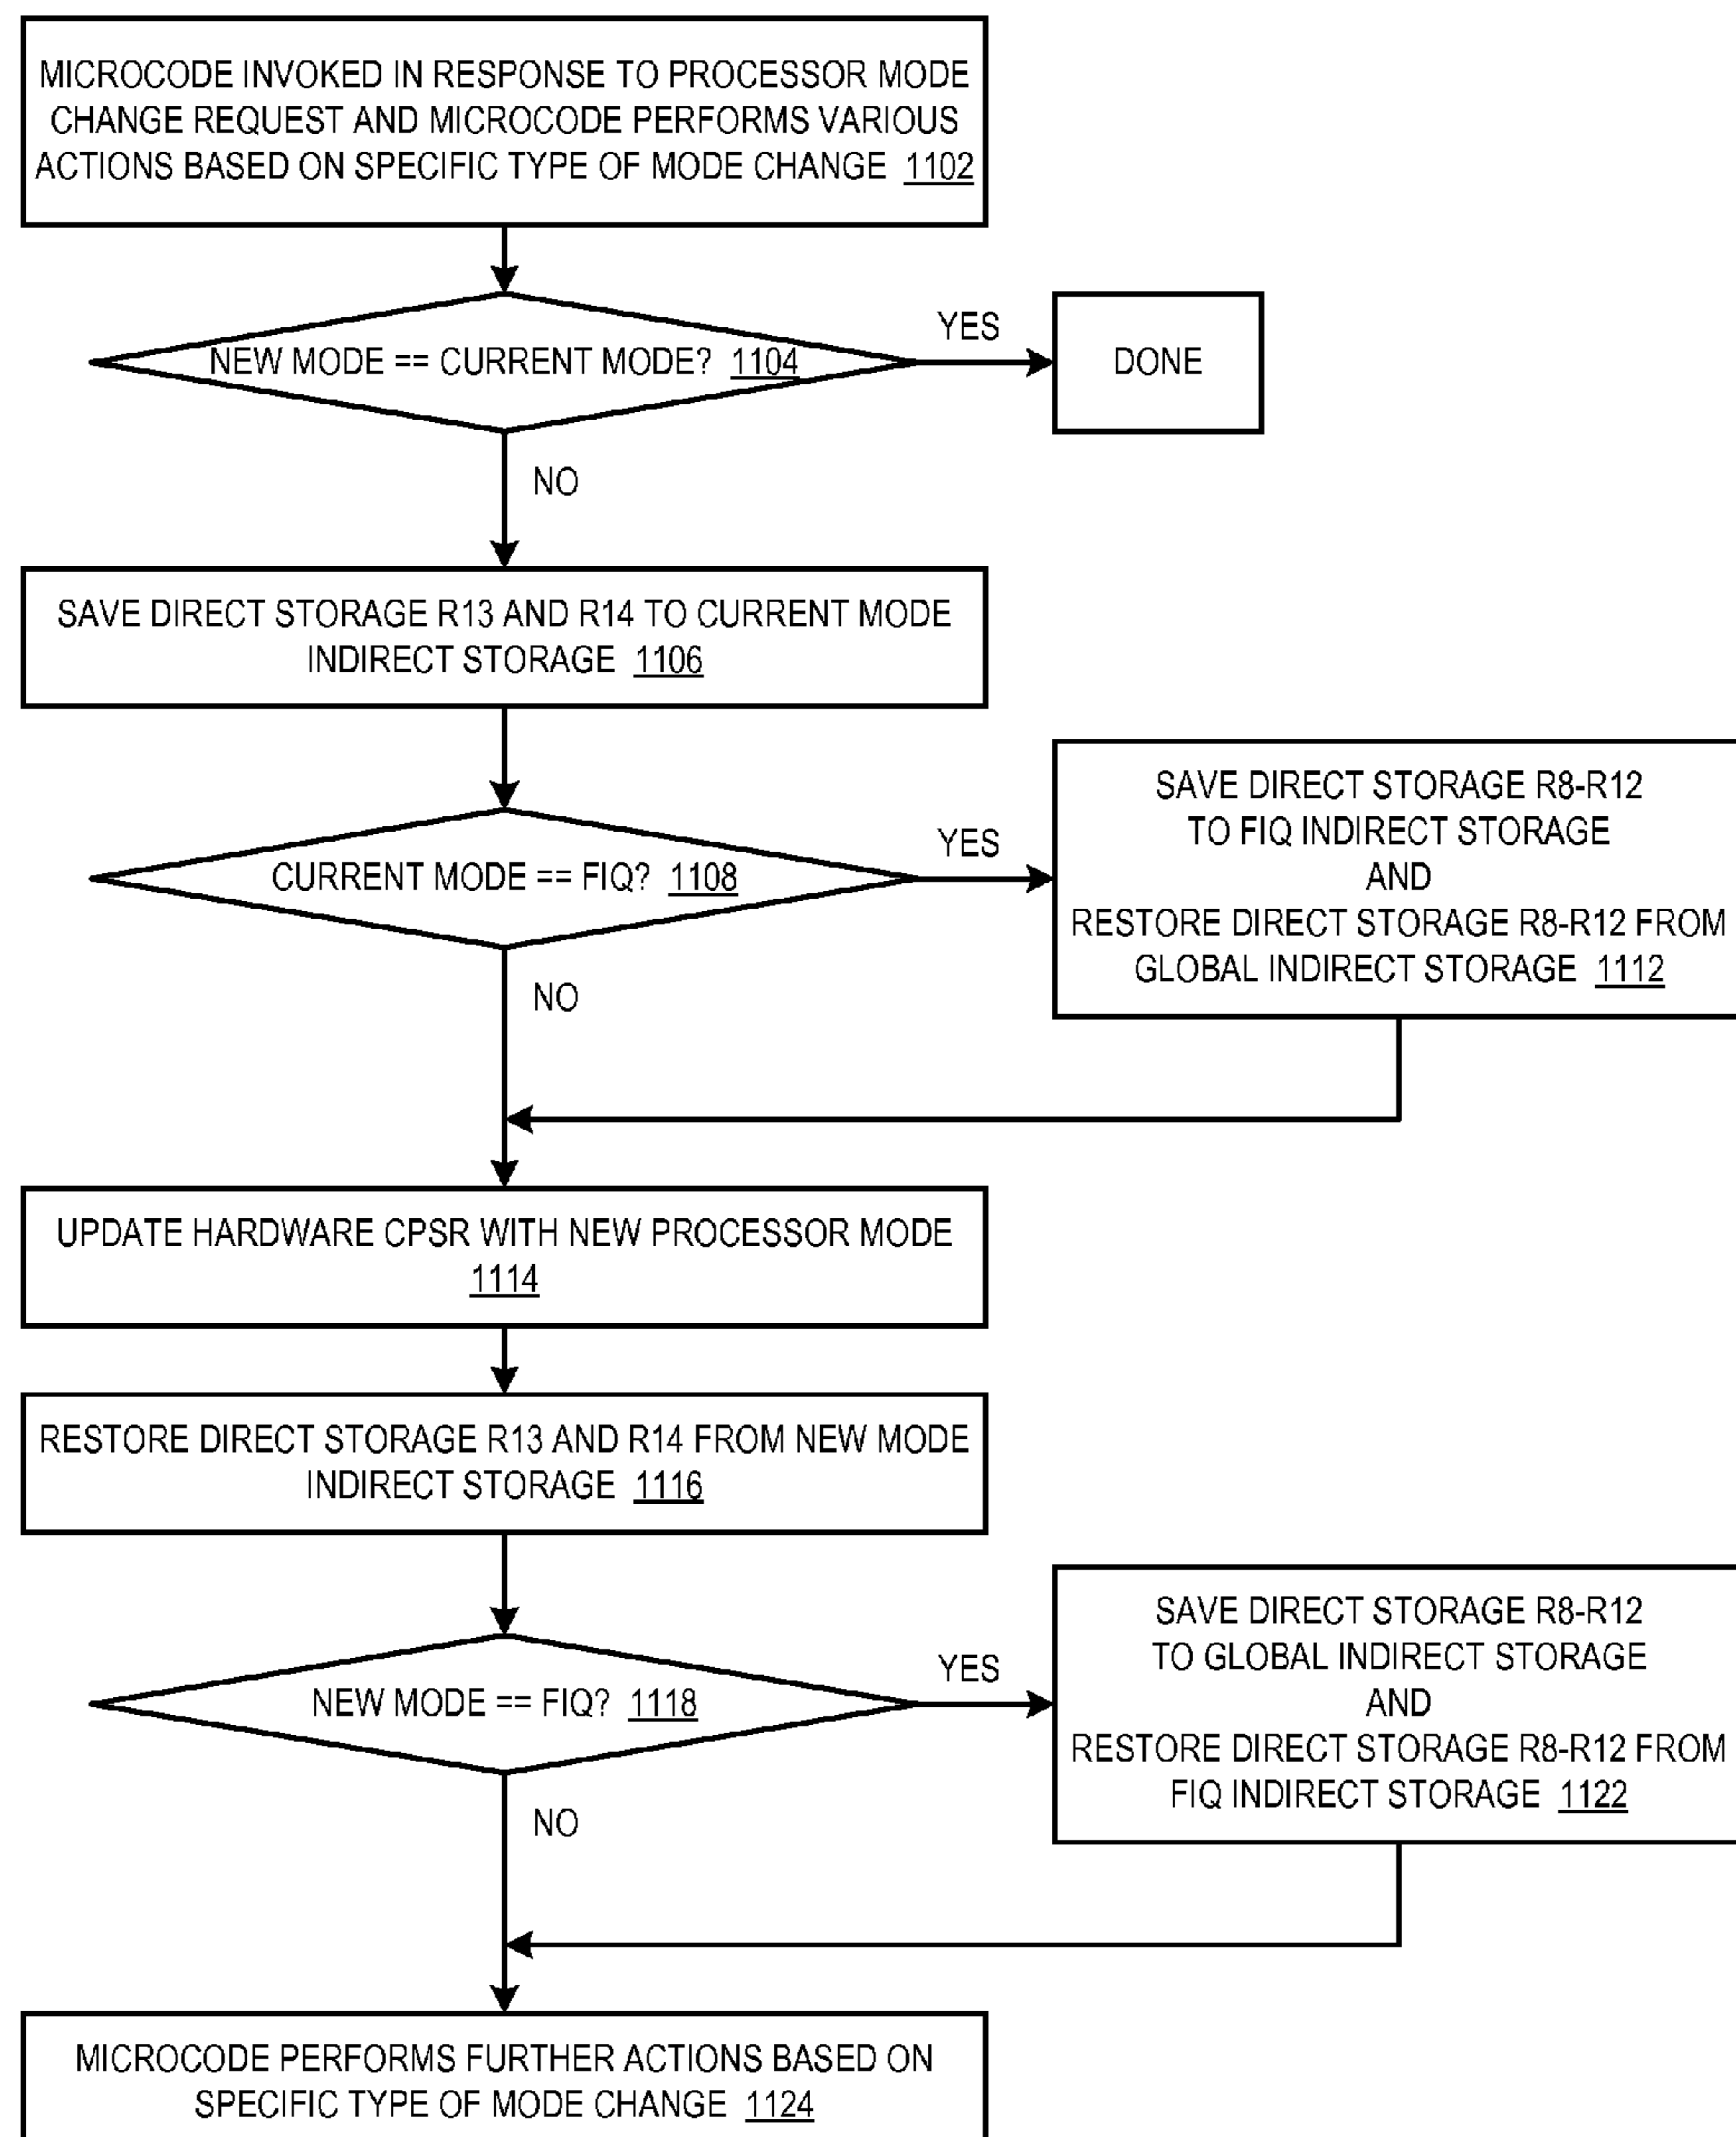 MICROCODE INVOKED IN RESPONSE TO PROCESSOR MODE
CHANGE REQUEST AND MICROCODE PERFORMS VARIOUS
ACTIONS BASED ON SPECIFIC TYPE OF MODE CHANGE 1102
NEW MODE == CURRENT MODE? 1104
YES
DONE
NO
SAVE DIRECT STORAGE R13 AND R14 TO CURRENT MODE
INDIRECT STORAGE 1106
CURRENT MODE == FIQ? 1108
YES
SAVE DIRECT STORAGE R8-R12
TO FIQ INDIRECT STORAGE
AND
RESTORE DIRECT STORAGE R8-R12 FROM
GLOBAL INDIRECT STORAGE 1112
NO
UPDATE HARDWARE CPSR WITH NEW PROCESSOR MODE
1114
RESTORE DIRECT STORAGE R13 AND R14 FROM NEW MODE
INDIRECT STORAGE 1116
NEW MODE == FIQ? 1118
YES
SAVE DIRECT STORAGE R8-R12
TO GLOBAL INDIRECT STORAGE
AND
RESTORE DIRECT STORAGE R8-R12 FROM
FIQ INDIRECT STORAGE 1122
NO
MICROCODE PERFORMS FURTHER ACTIONS BASED ON
SPECIFIC TYPE OF MODE CHANGE 1124